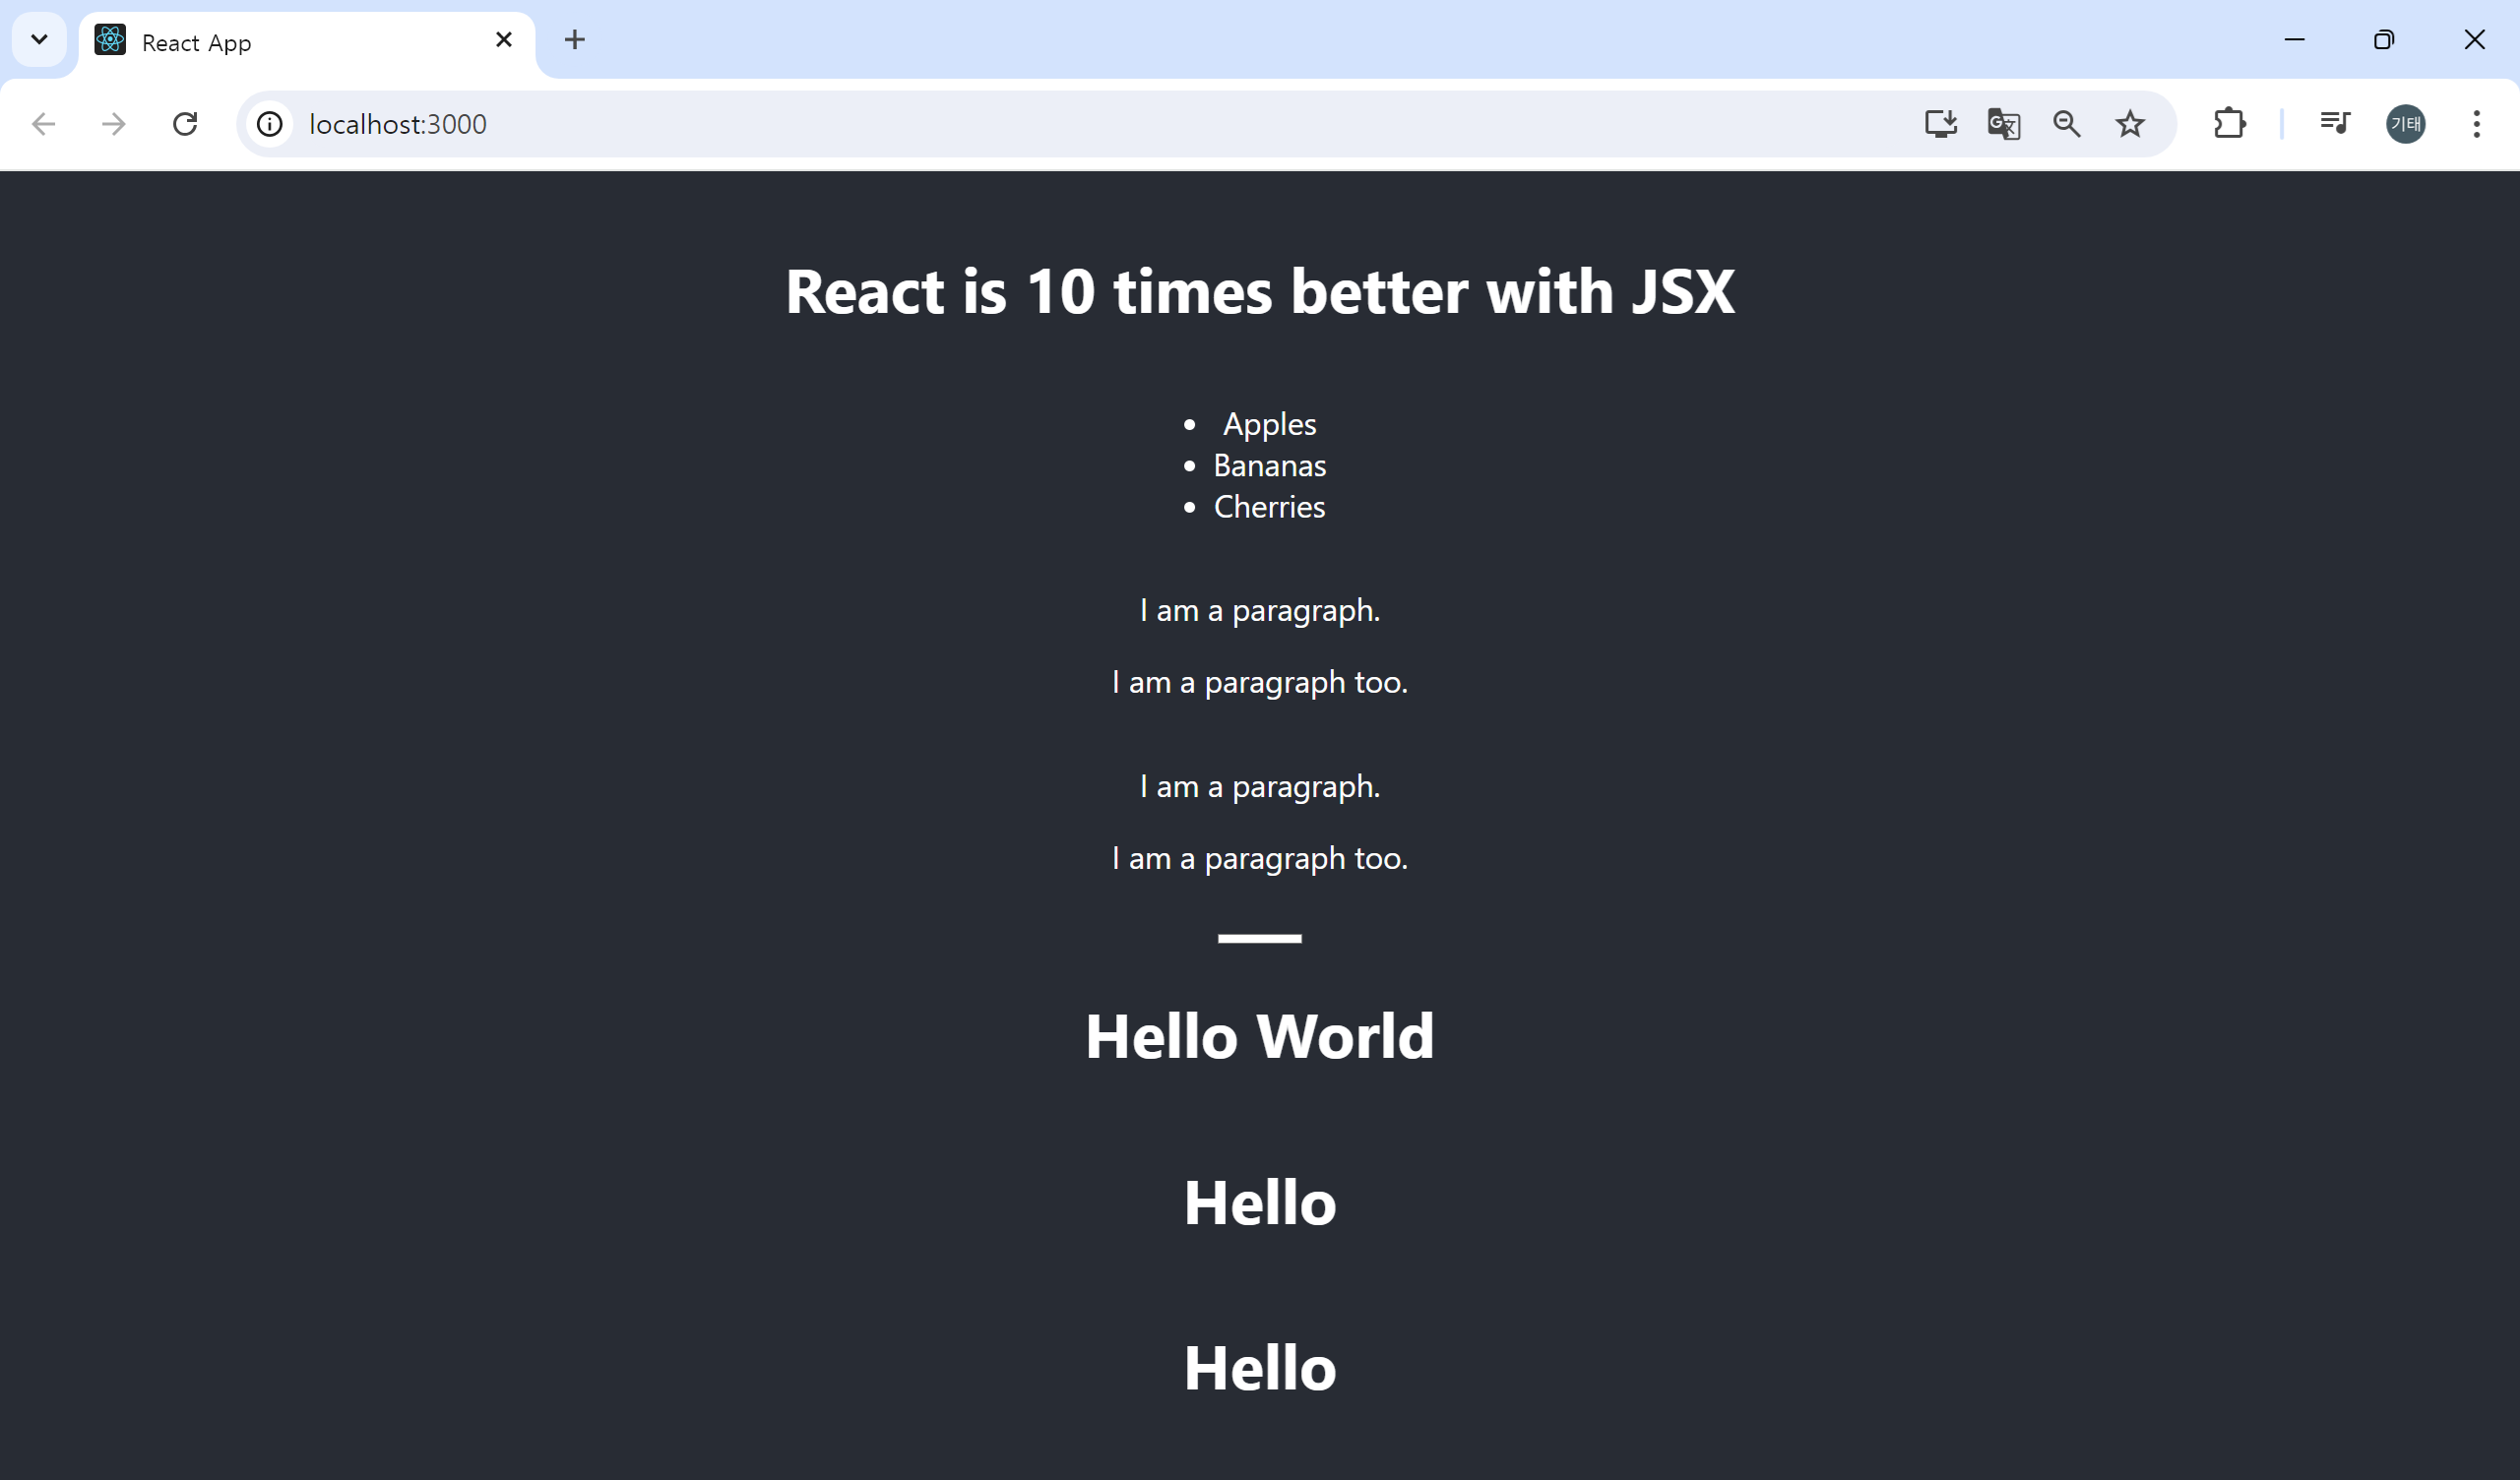 React App
localhost:3000
기태
React is 10 times better with JSX
Apples
Bananas
Cherries
I am a paragraph.
I am a paragraph too.
I am a paragraph.
I am a paragraph too.
Hello World
Hello
Hello